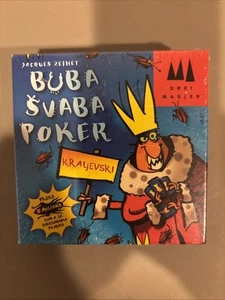 JACQUES ZEIMET
BUBA
ŠVABA
POKER
DREI
MAGIER
KRALJEVSKI